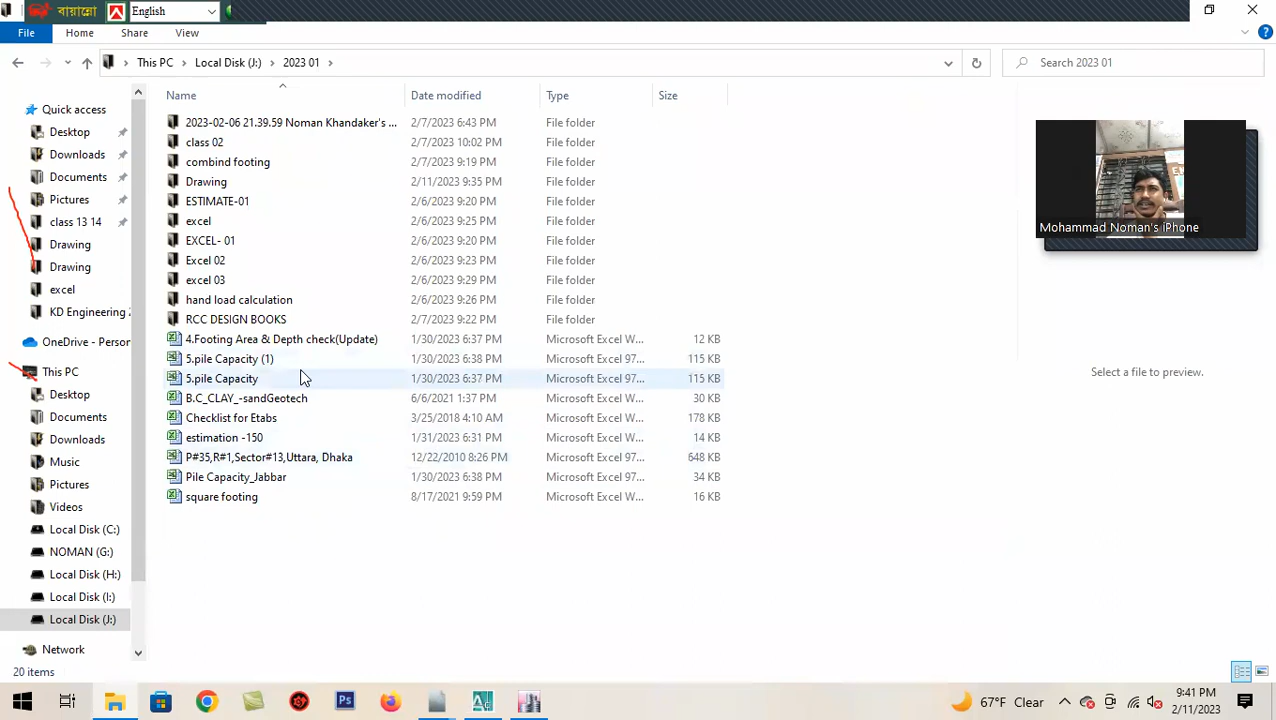 বায়ান্নো English
File Home Share View
This PC Local Disk (J:) 2023 01 Search 2023 01
Name Date modified Type Size
Quick access
Desktop
Downloads
Documents
Pictures
class 13 14
Drawing
Drawing
excel
KD Engineering 2
OneDrive - Person
This PC
Desktop
Documents
Downloads
Music
Pictures
Videos
Local Disk (C:)
NOMAN (G:)
Local Disk (H:)
Local Disk (I:)
Local Disk (J:)
Network
2023-02-06 21.39.59 Noman Khandaker's ... 2/7/2023 6:43 PM File folder
class 02 2/7/2023 10:02 PM File folder
combind footing 2/7/2023 9:19 PM File folder
Drawing 2/11/2023 9:35 PM File folder
ESTIMATE-01 2/6/2023 9:20 PM File folder
excel 2/6/2023 9:25 PM File folder
EXCEL- 01 2/6/2023 9:20 PM File folder
Excel 02 2/6/2023 9:23 PM File folder
excel 03 2/6/2023 9:29 PM File folder
hand load calculation 2/6/2023 9:26 PM File folder
RCC DESIGN BOOKS 2/7/2023 9:22 PM File folder
4.Footing Area & Depth check(Update) 1/30/2023 6:37 PM Microsoft Excel W... 12 KB
5.pile Capacity (1) 1/30/2023 6:38 PM Microsoft Excel 97... 115 KB
5.pile Capacity 1/30/2023 6:37 PM Microsoft Excel 97... 115 KB
B.C_CLAY_-sandGeotech 6/6/2021 1:37 PM Microsoft Excel W... 30 KB
Checklist for Etabs 3/25/2018 4:10 AM Microsoft Excel W... 178 KB
estimation -150 1/31/2023 6:31 PM Microsoft Excel W... 14 KB
P#35,R#1,Sector#13,Uttara, Dhaka 12/22/2010 8:26 PM Microsoft Excel 97... 648 KB
Pile Capacity_Jabbar 1/30/2023 6:38 PM Microsoft Excel 97... 34 KB
square footing 8/17/2021 9:59 PM Microsoft Excel W... 16 KB
Mohammad Noman's iPhone
Select a file to preview.
20 items
67°F Clear
9:41 PM
2/11/2023